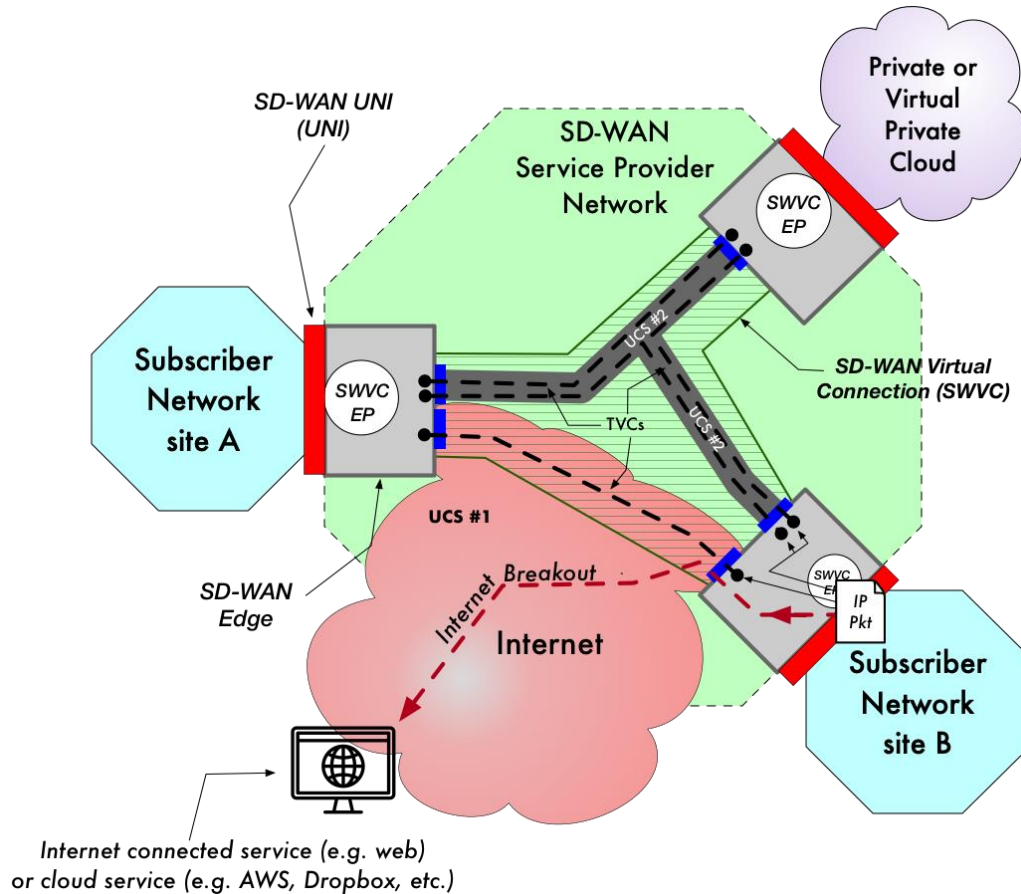 SD-WAN UNI
(UNI)
SD-WAN
Service Provider
Network
Private or
Virtual
Private
Cloud
SWVC
EP
UCS #2
SD-WAN Virtual
Connection (SWVC)
Subscriber
Network
site A
SWVC
EP
TVCs
UCS #2
UCS #1
SD-WAN
Edge
Internet
Breakout
Internet
SWVC
EP
IP
Pkt
Subscriber
Network
site B
Internet connected service (e.g. web)
or cloud service (e.g. AWS, Dropbox, etc.)